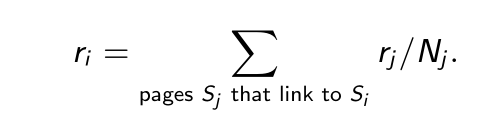 rᵢ = ∑ rⱼ/Nⱼ.
pages Sⱼ that link to Sᵢ